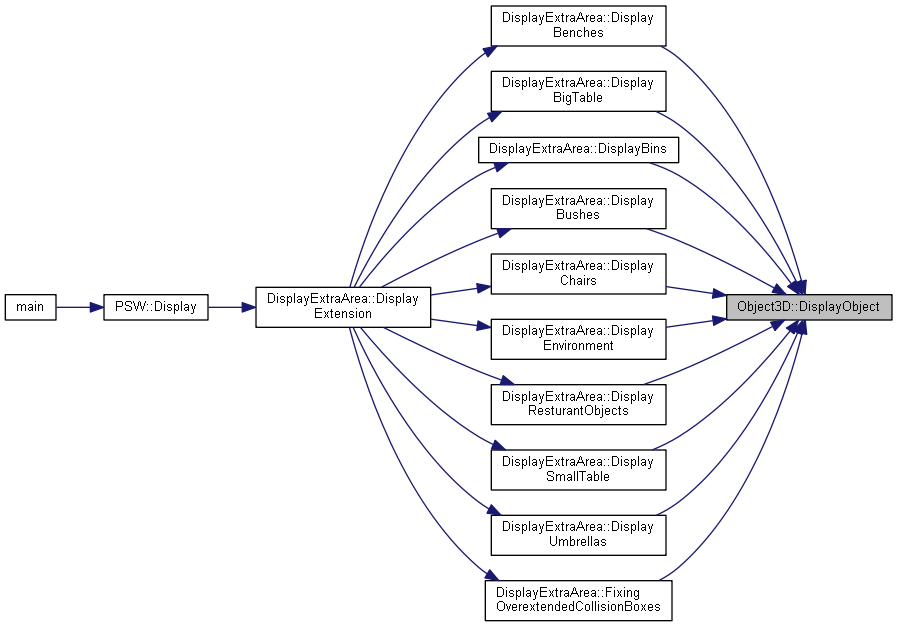 main
PSW::Display
DisplayExtraArea::Display
Extension
DisplayExtraArea::Display
Benches
DisplayExtraArea::Display
BigTable
DisplayExtraArea::DisplayBins
DisplayExtraArea::Display
Bushes
DisplayExtraArea::Display
Chairs
DisplayExtraArea::Display
Environment
DisplayExtraArea::Display
ResturantObjects
DisplayExtraArea::Display
SmallTable
DisplayExtraArea::Display
Umbrellas
DisplayExtraArea::Fixing
OverextendedCollisionBoxes
Object3D::DisplayObject